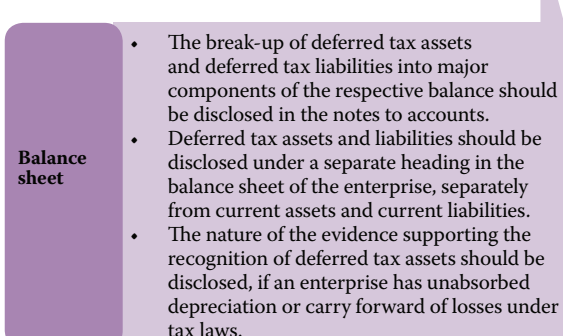 Balance
sheet
• The break-up of deferred tax assets
and deferred tax liabilities into major
components of the respective balance should
be disclosed in the notes to accounts.
• Deferred tax assets and liabilities should be
disclosed under a separate heading in the
balance sheet of the enterprise, separately
from current assets and current liabilities.
• The nature of the evidence supporting the
recognition of deferred tax assets should be
disclosed, if an enterprise has unabsorbed
depreciation or carry forward of losses under
tax laws.